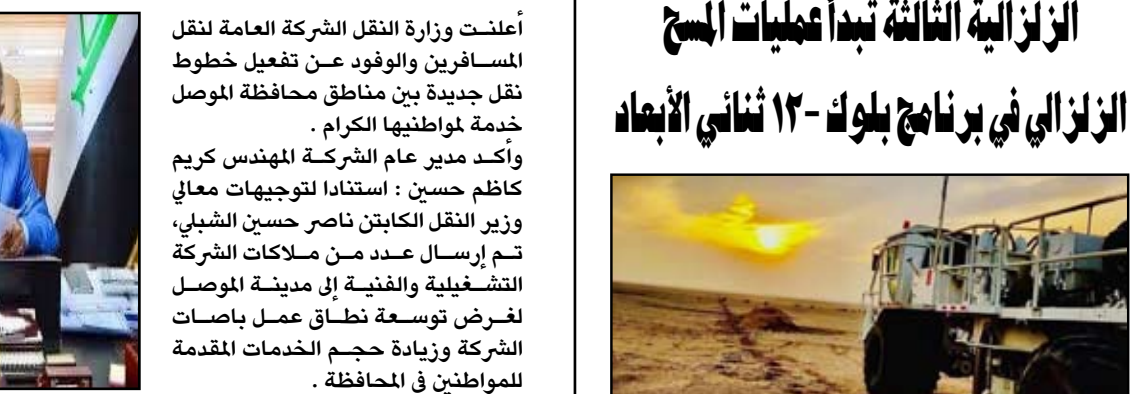 الزلزالية الثالثة تبدأ عمليات المسح
الزلزالي في برنامج بلوك -١٢ ثنائي الأبعاد
أعلنت وزارة النقل الشركة العامة لنقل
المسافرين والوفود عن تفعيل خطوط
نقل جديدة بين مناطق محافظة الموصل
خدمة لمواطنيها الكرام .
وأكد مدير عام الشركة المهندس كريم
كاظم حسين : استنادا لتوجيهات معالي
وزير النقل الكابتن ناصر حسين الشبلي،
تم إرسال عدد من ملاكات الشركة
التشغيلية والفنية إلى مدينة الموصل
لغرض توسعة نطاق عمل باصات
الشركة وزيادة حجم الخدمات المقدمة
للمواطنين في المحافظة .